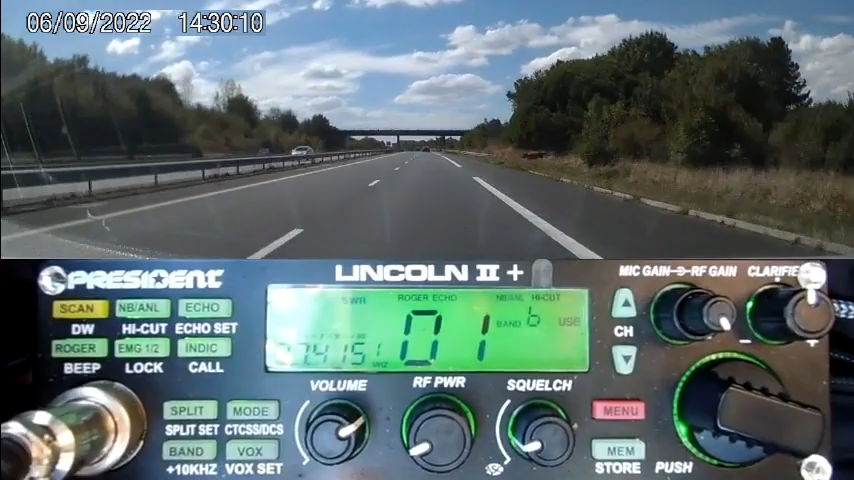 06/09/2022 14:30:10
PRESIDENT LINCOLN II + MIC GAIN RF GAIN
SCAN NB/ANL ECHO
DW HI-CUT ECHO SET
ROGER EMG 1/2 INDIC
BEEP LOCK CALL
SWR ROGER ECHO NB/ANL HI-CUT
01 BAND b USB
MHz
CH
VOLUME RF PWR SQUELCH
SPLIT MODE
SPLIT SET CTCSS/DCS
BAND VOX
+10KHZ VOX SET
MENU
MEM
STORE PUSH
- +